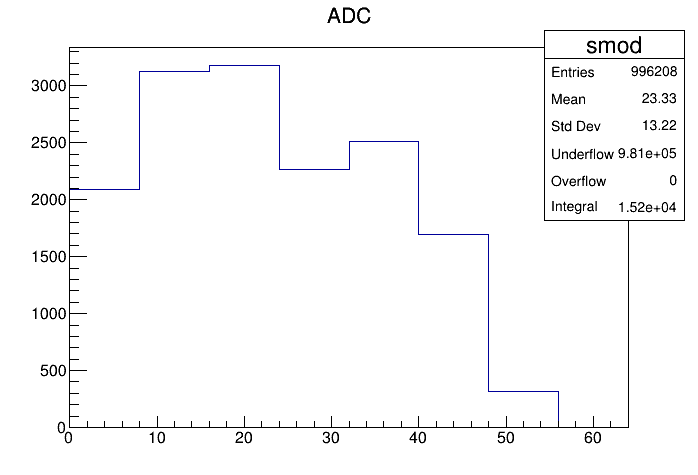 ADC
smod
Entries 996208
Mean 23.33
Std Dev 13.22
Underflow 9.81e+05
Overflow 0
Integral 1.52e+04
3000
2500
2000
1500
1000
500
0
0 10 20 30 40 50 60